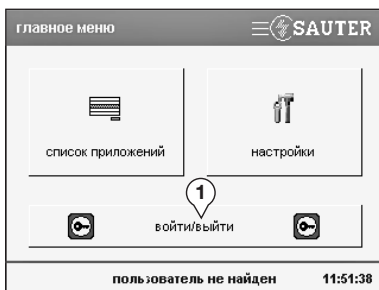 главное меню
SAUTER
список приложений
настройки
1
войти/выйти
пользователь не найден
11:51:38